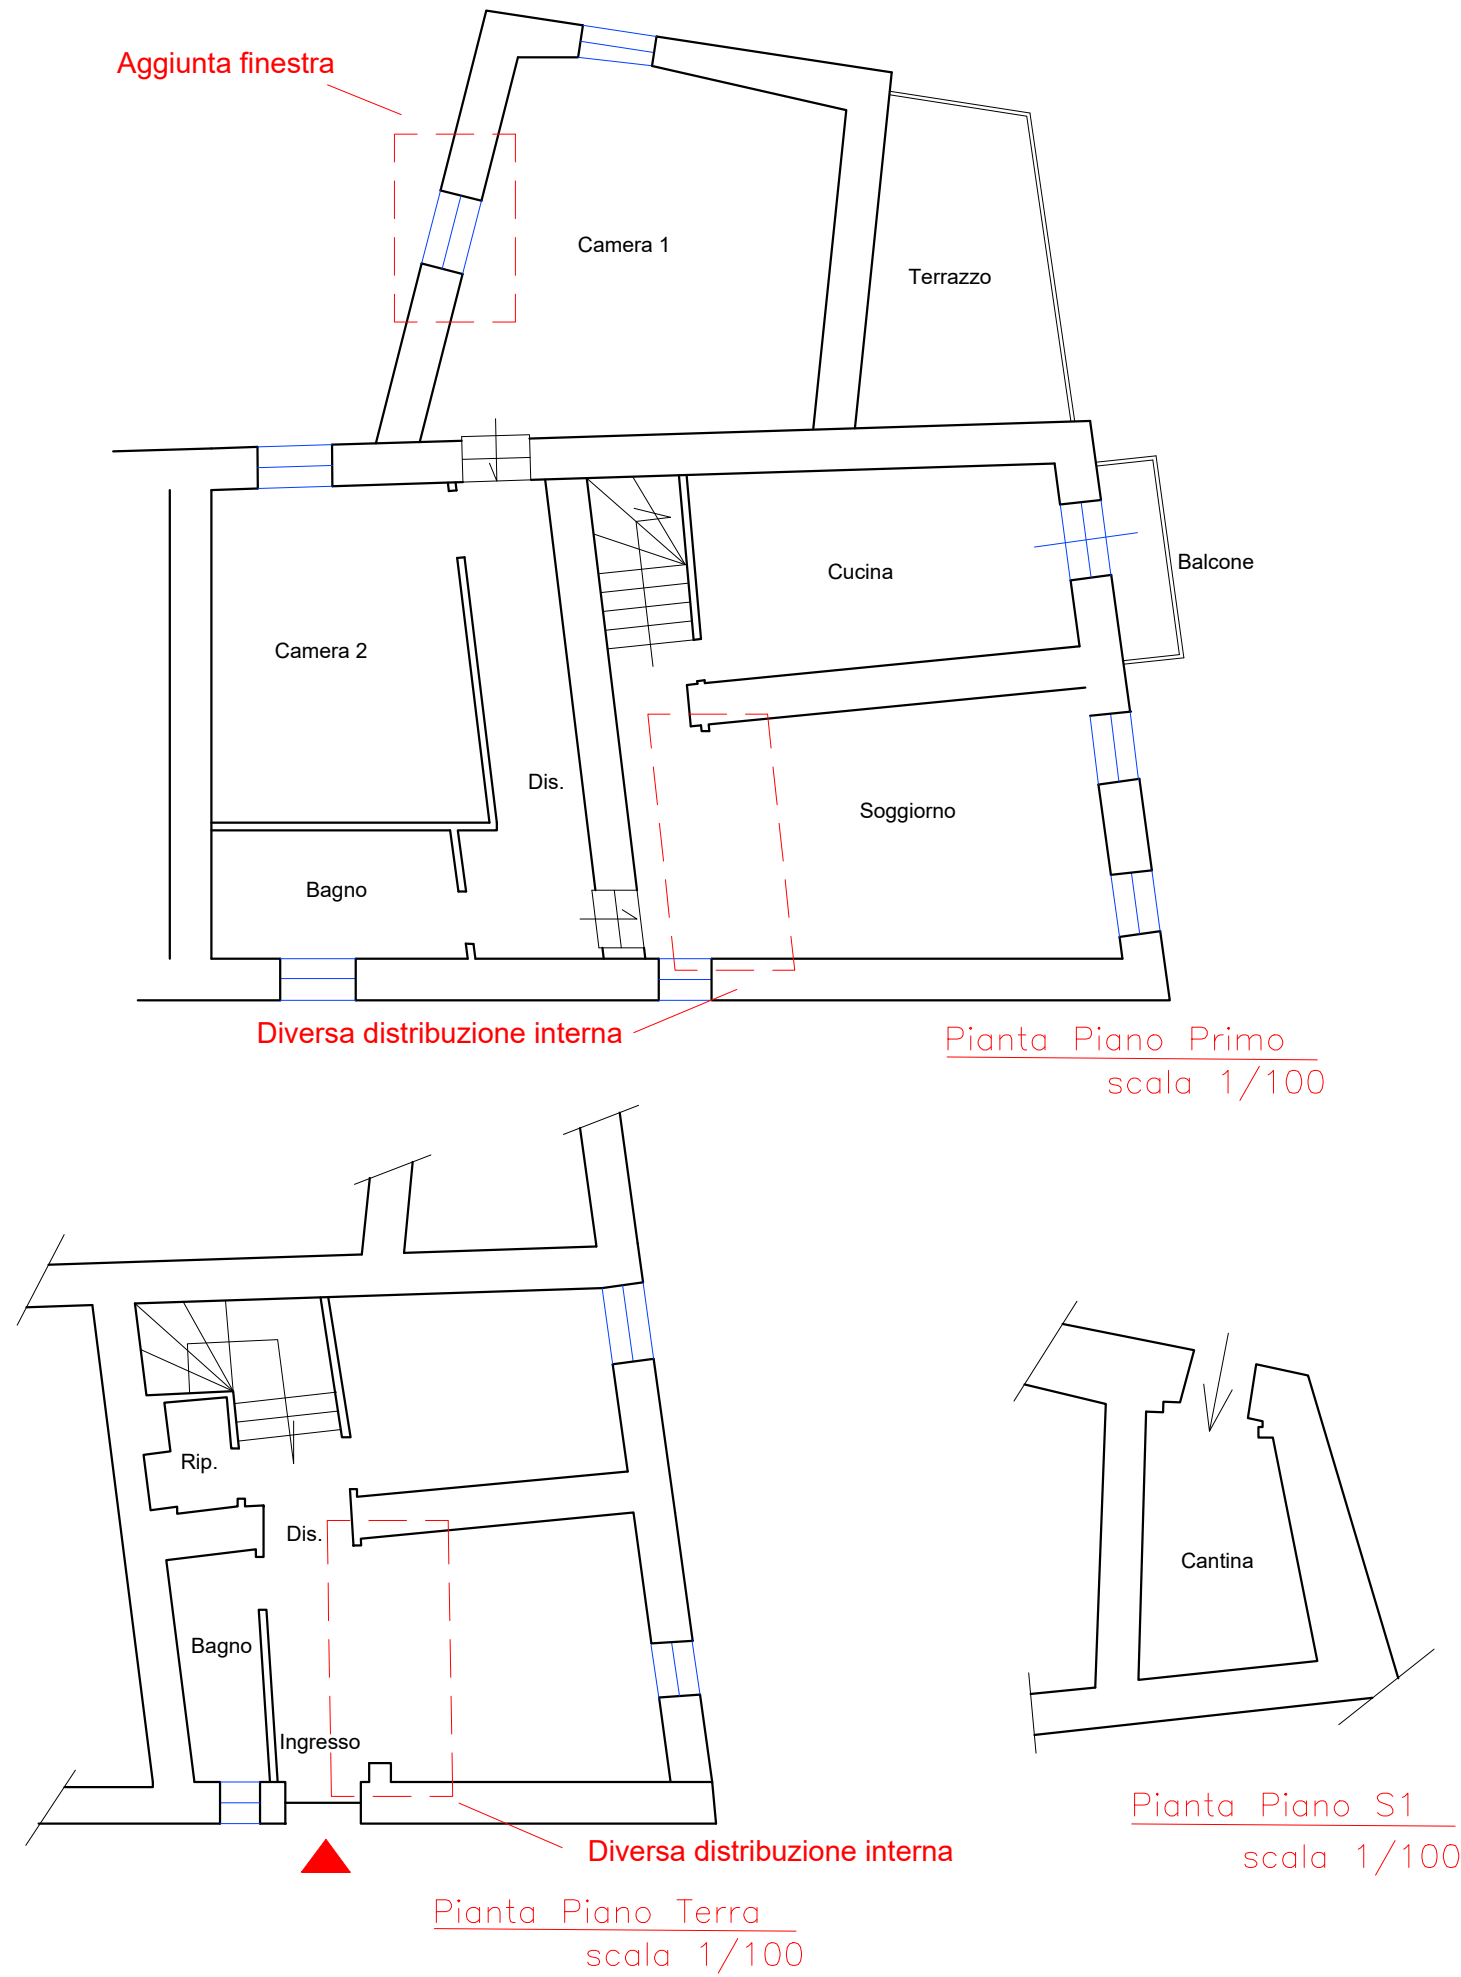 Aggiunta finestra
Camera 1
Terrazzo
Cucina
Balcone
Camera 2
Dis.
Soggiorno
Bagno
Diversa distribuzione interna
Pianta Piano Primo
scala 1/100
Rip.
Dis.
Bagno
Ingresso
Diversa distribuzione interna
Pianta Piano Terra
scala 1/100
Cantina
Pianta Piano S1
scala 1/100